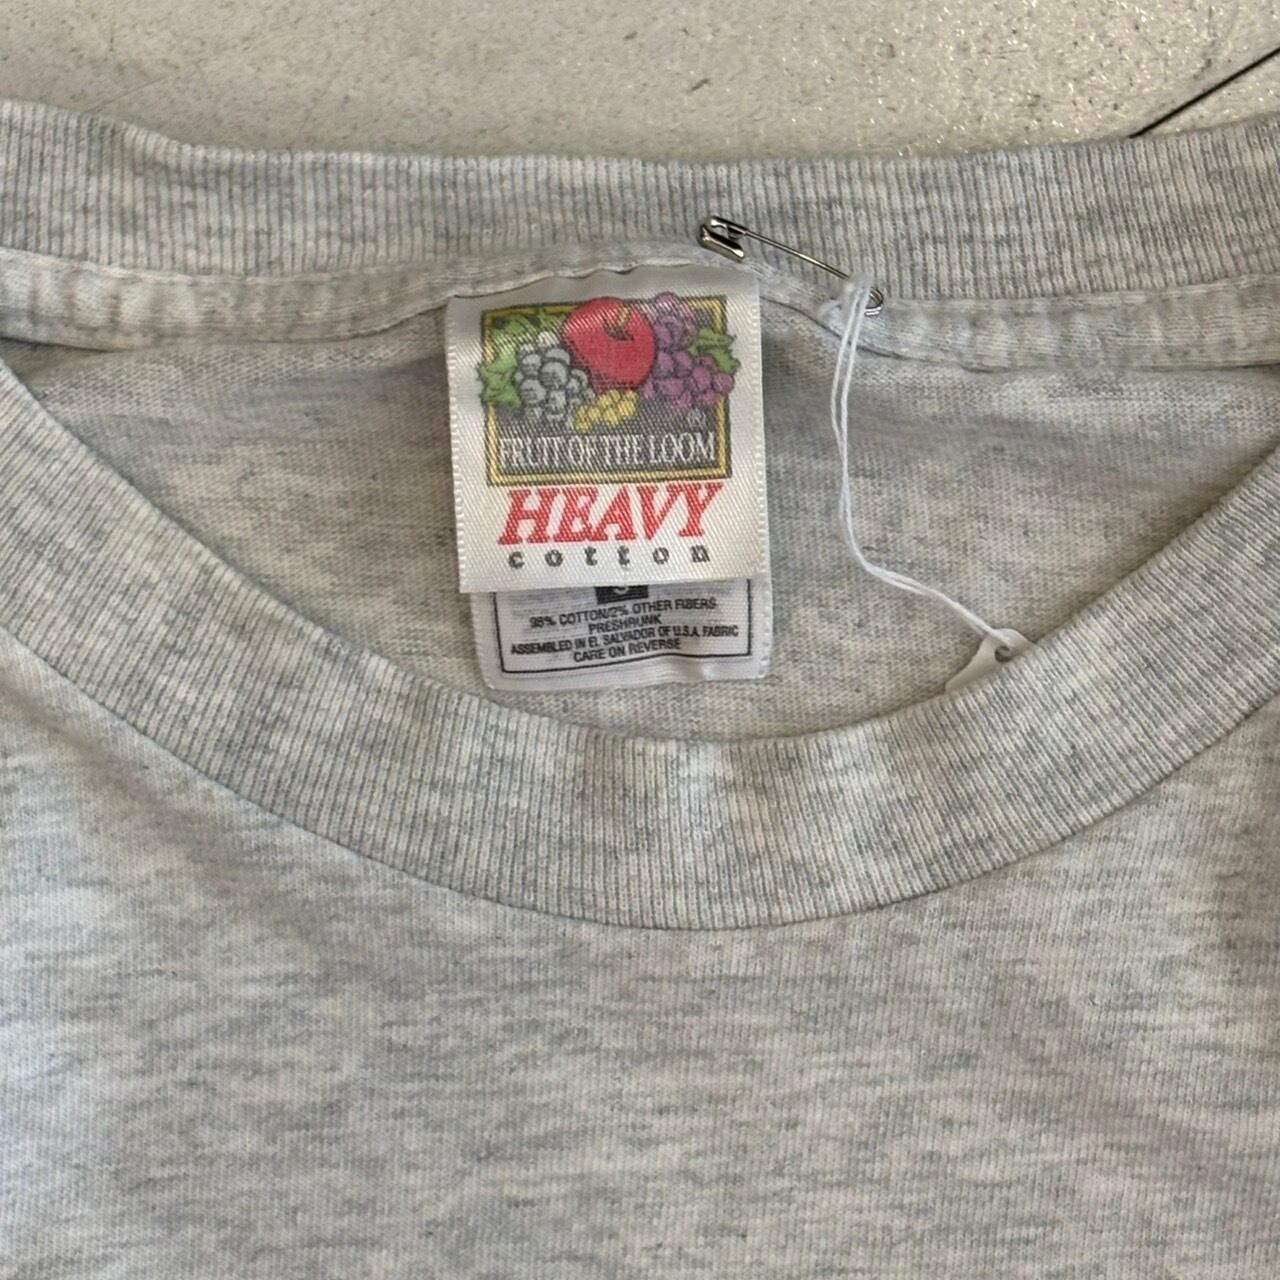 ®
FRUIT OF THE LOOM
HEAVY
cotton
98% COTTON/2% OTHER FIBERS
PRESHRUNK
ASSEMBLED IN EL SALVADOR OF U.S.A. FABRIC
CARE ON REVERSE